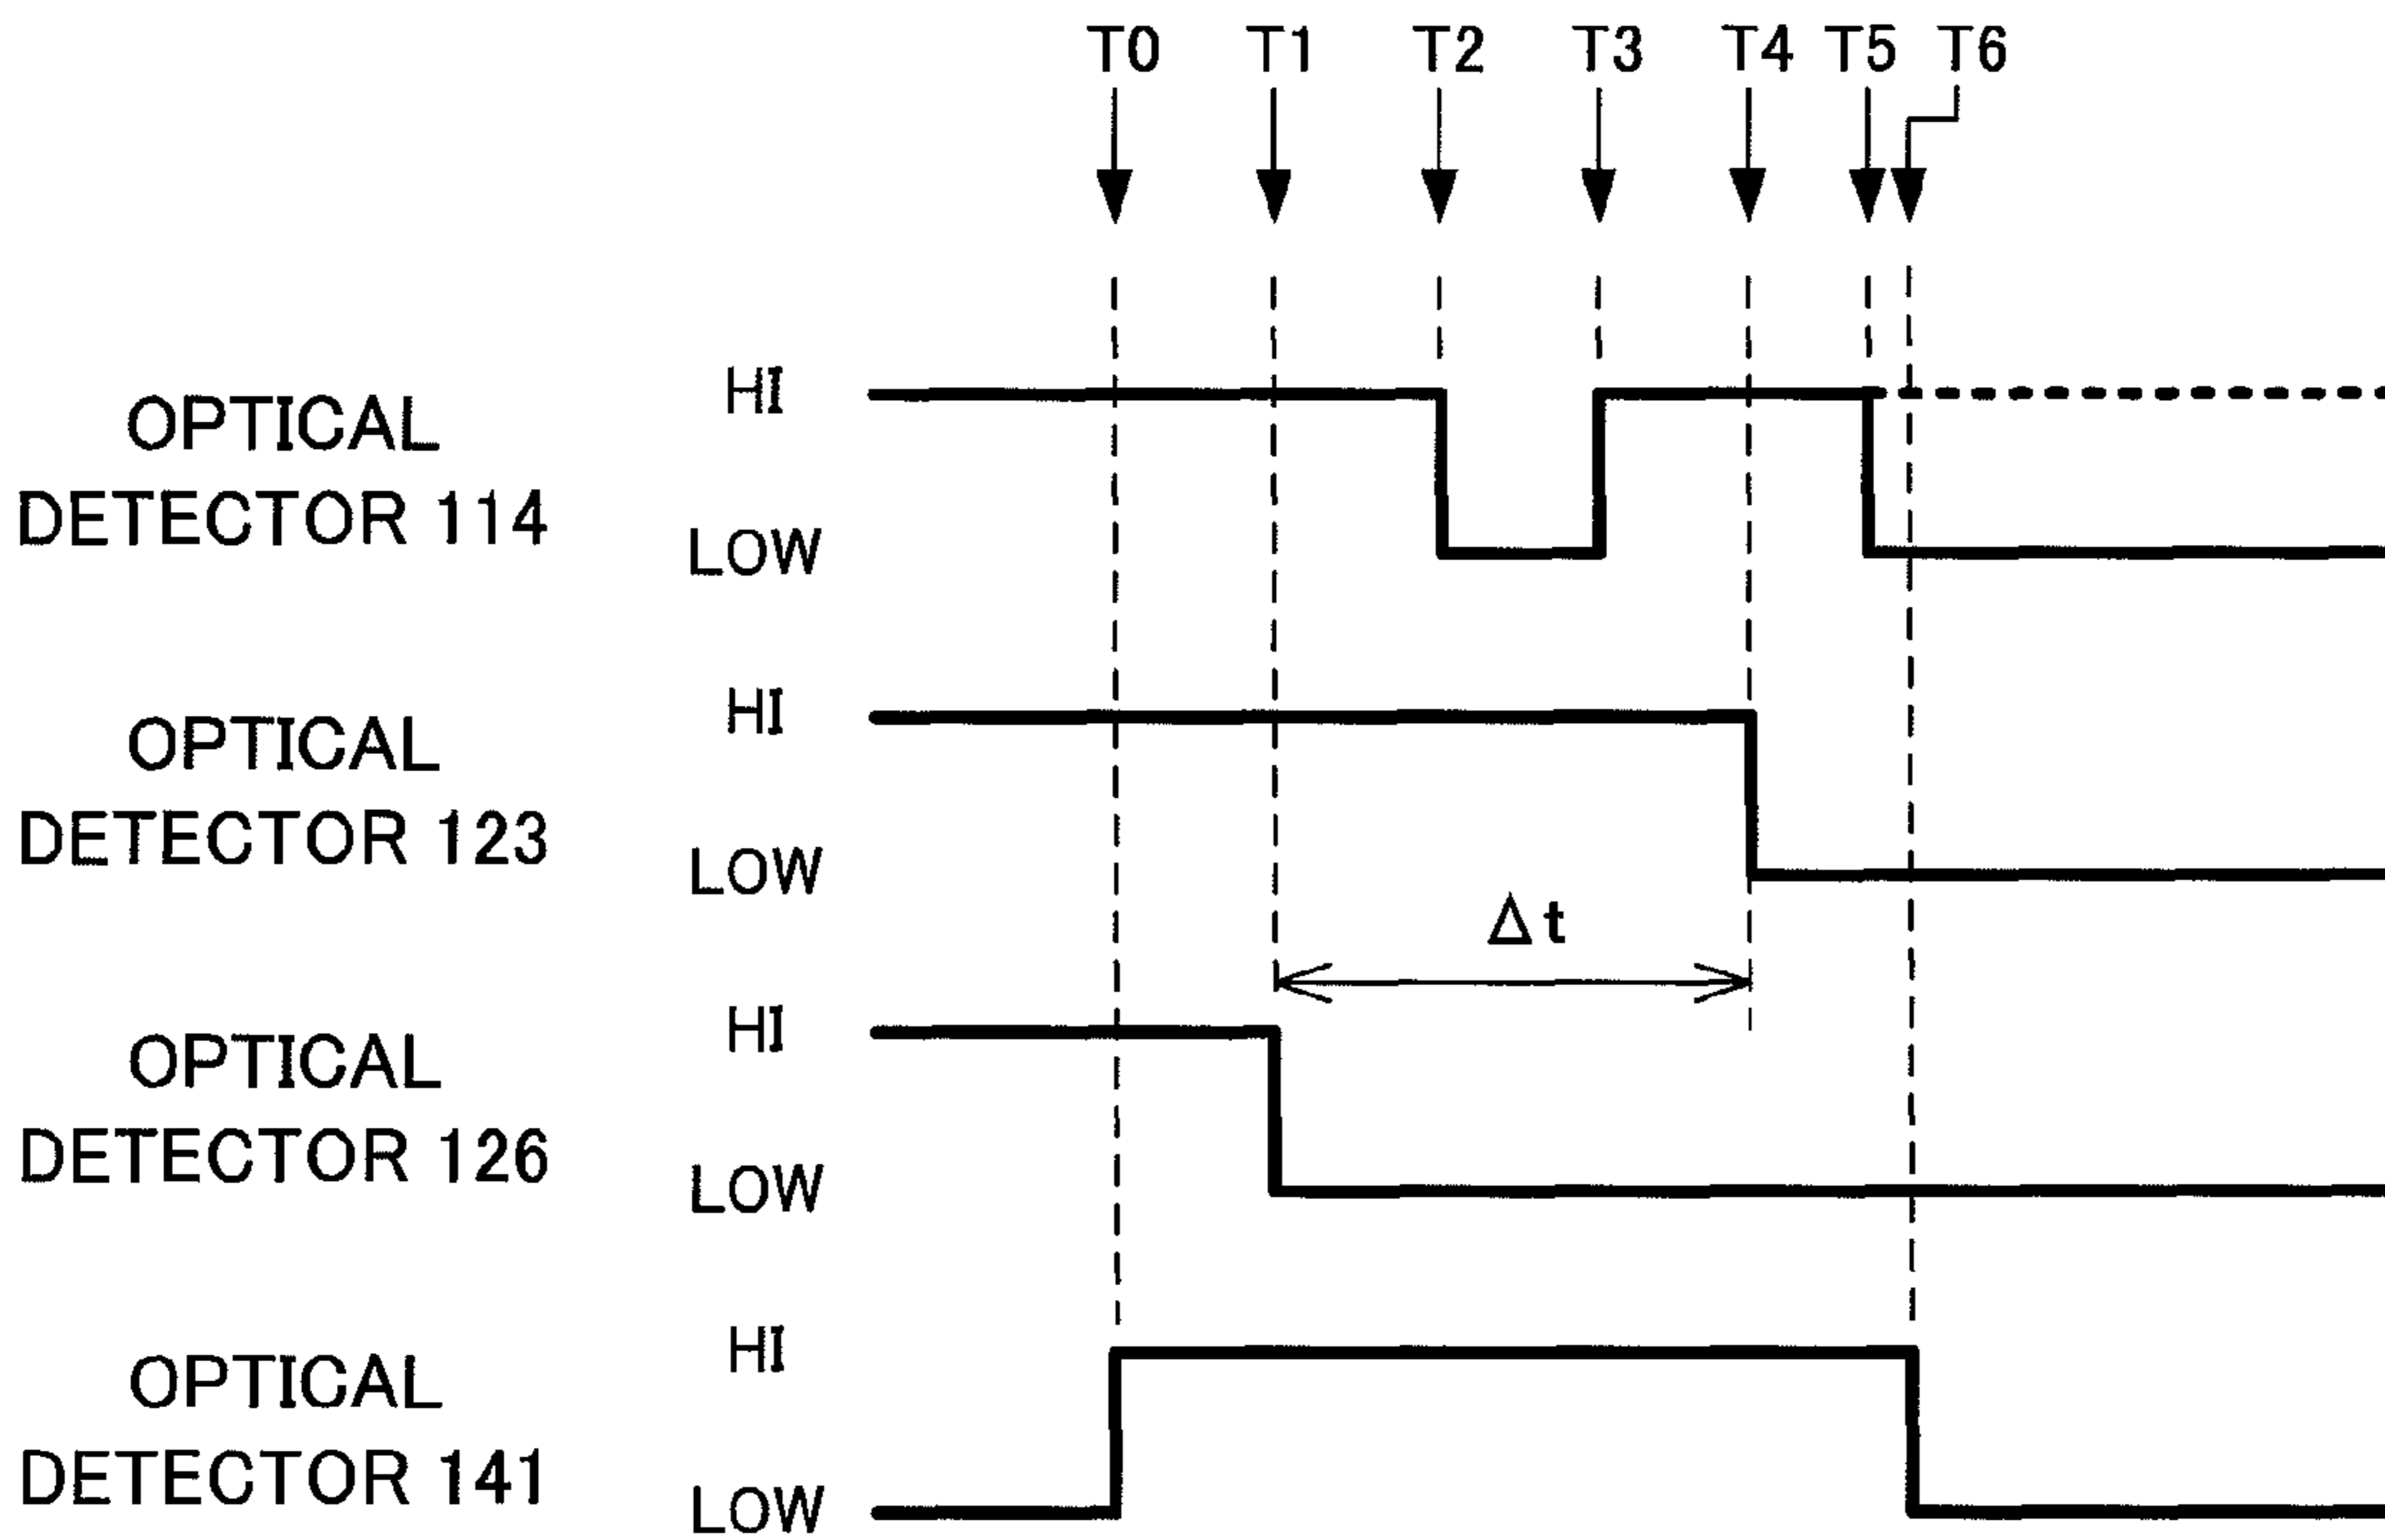 T0 T1 T2 T3 T4 T5 T6
HI
OPTICAL
DETECTOR 114
LOW
HI
OPTICAL
DETECTOR 123
LOW
Δt
HI
OPTICAL
DETECTOR 126
LOW
HI
OPTICAL
DETECTOR 141
LOW